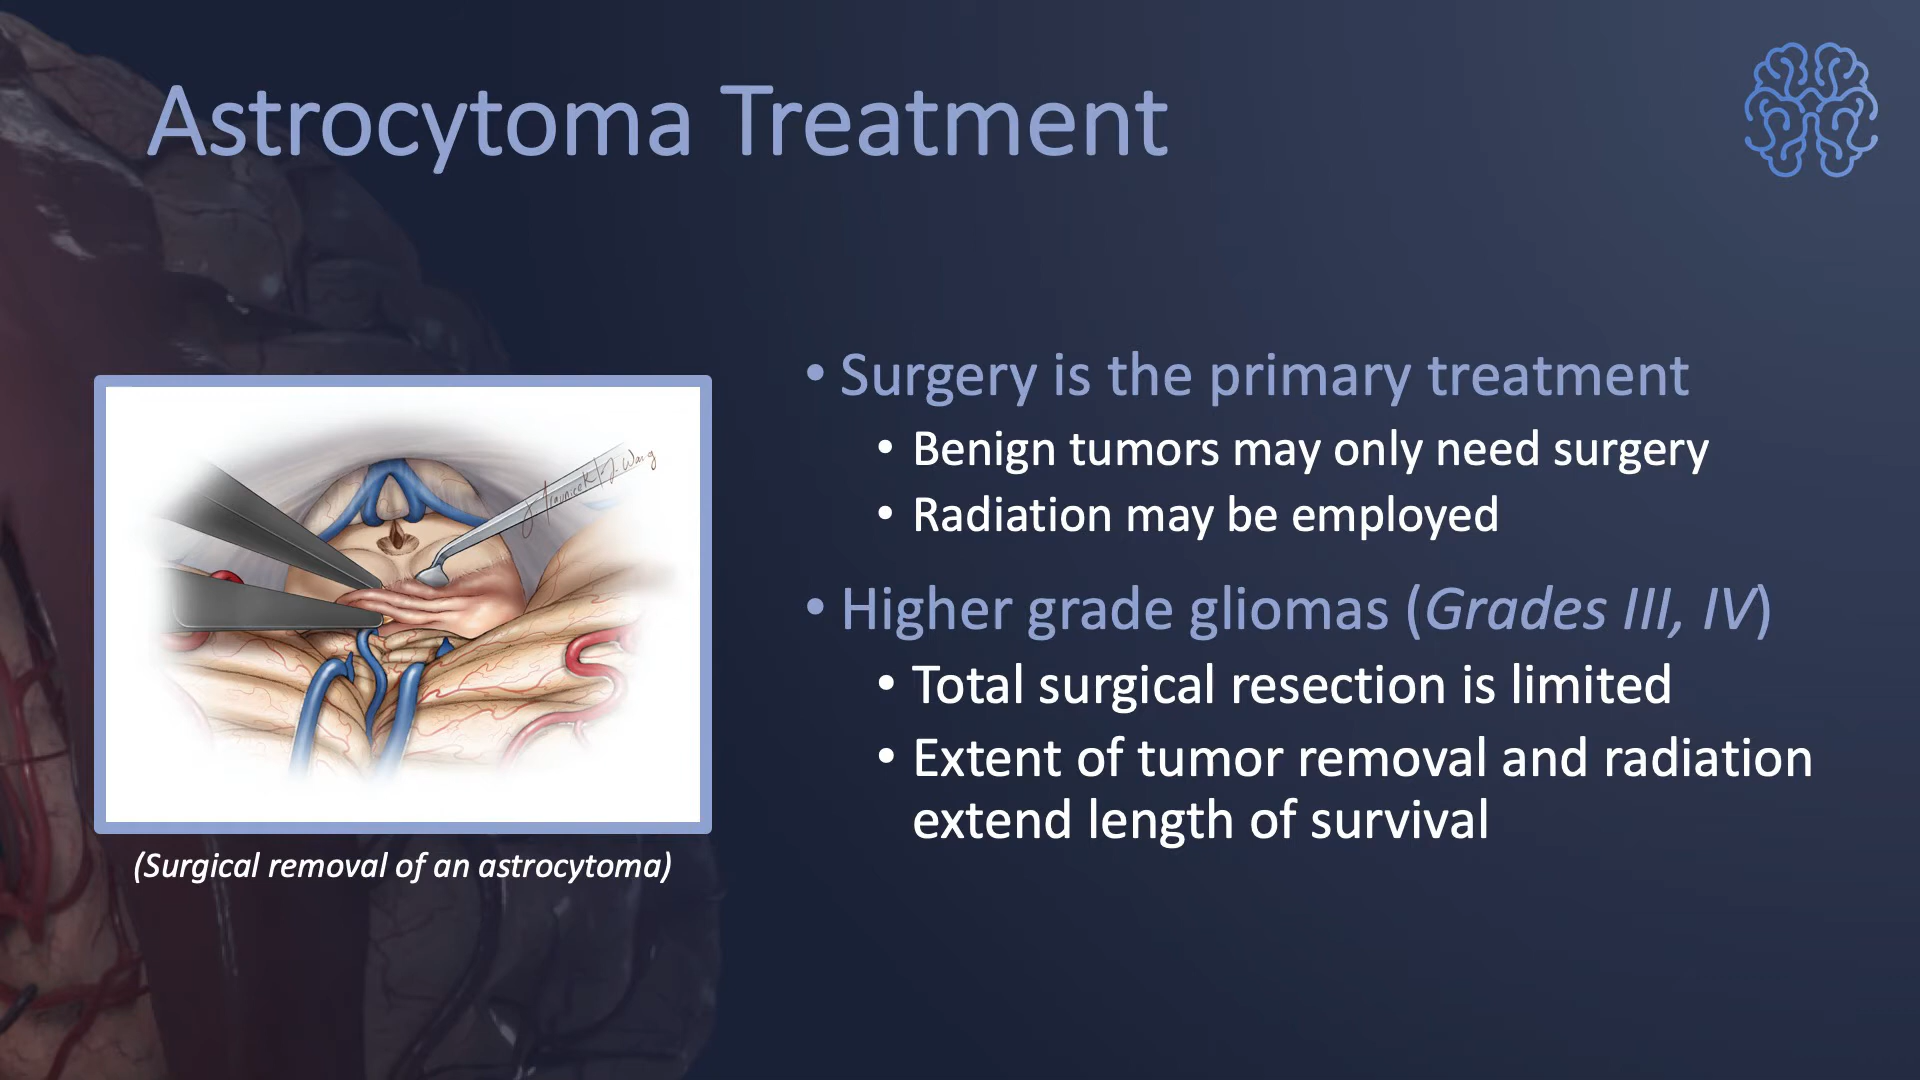 Astrocytoma Treatment
• Surgery is the primary treatment
• Benign tumors may only need surgery
• Radiation may be employed
• Higher grade gliomas (Grades III, IV)
• Total surgical resection is limited
• Extent of tumor removal and radiation
extend length of survival
Wang
(Surgical removal of an astrocytoma)